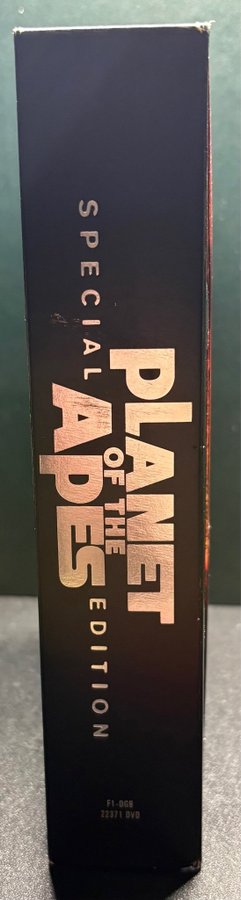 PLANET
OF THE
APES
SPECIAL EDITION
F1-DGB
22371 DVD